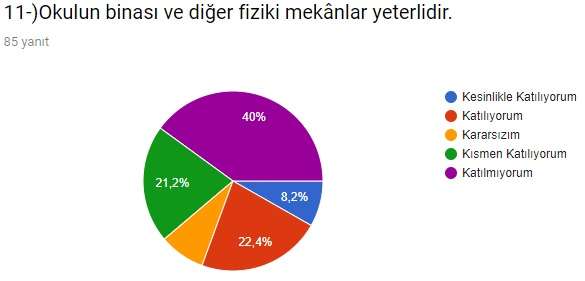 11-)Okulun binası ve diğer fiziki mekânlar yeterlidir.
85 yanıt
Kesinlikle Katılıyorum
Katılıyorum
Kararsızım
Kısmen Katılıyorum
Katılmıyorum
40%
21,2%
8,2%
22,4%